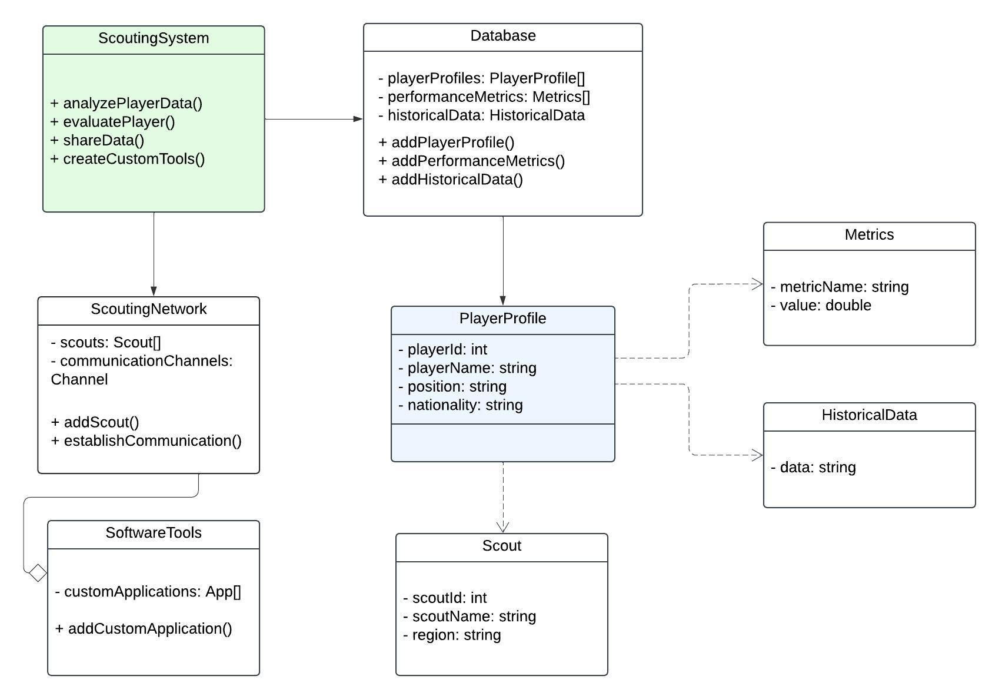 ScoutingSystem
+ analyzePlayerData()
+ evaluatePlayer()
+ shareData()
+ createCustomTools()
Database
- playerProfiles: PlayerProfile[]
- performanceMetrics: Metrics[]
- historicalData: HistoricalData
+ addPlayerProfile()
+ addPerformanceMetrics()
+ addHistoricalData()
Metrics
- metricName: string
- value: double
ScoutingNetwork
- scouts: Scout[]
- communicationChannels:
Channel
+ addScout()
+ establishCommunication()
PlayerProfile
- playerId: int
- playerName: string
- position: string
- nationality: string
HistoricalData
- data: string
SoftwareTools
- customApplications: App[]
+ addCustomApplication()
Scout
- scoutId: int
- scoutName: string
- region: string